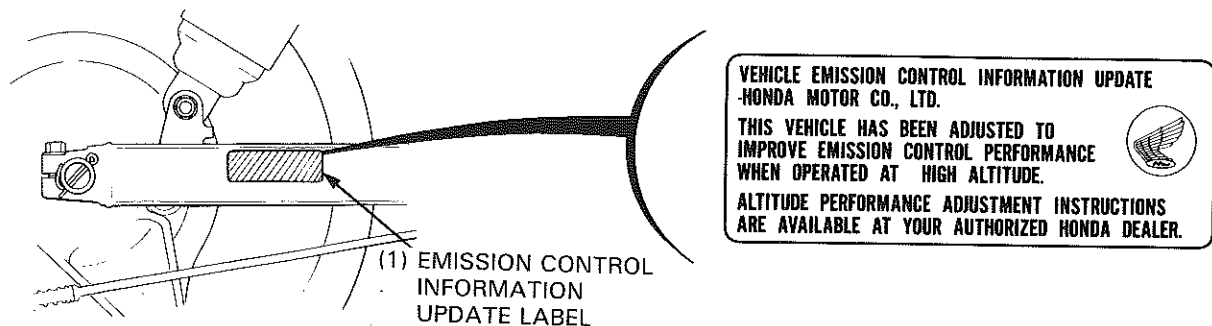 VEHICLE EMISSION CONTROL INFORMATION UPDATE
-HONDA MOTOR CO., LTD.
THIS VEHICLE HAS BEEN ADJUSTED TO
IMPROVE EMISSION CONTROL PERFORMANCE
WHEN OPERATED AT HIGH ALTITUDE.
ALTITUDE PERFORMANCE ADJUSTMENT INSTRUCTIONS
ARE AVAILABLE AT YOUR AUTHORIZED HONDA DEALER.
(1) EMISSION CONTROL
INFORMATION
UPDATE LABEL